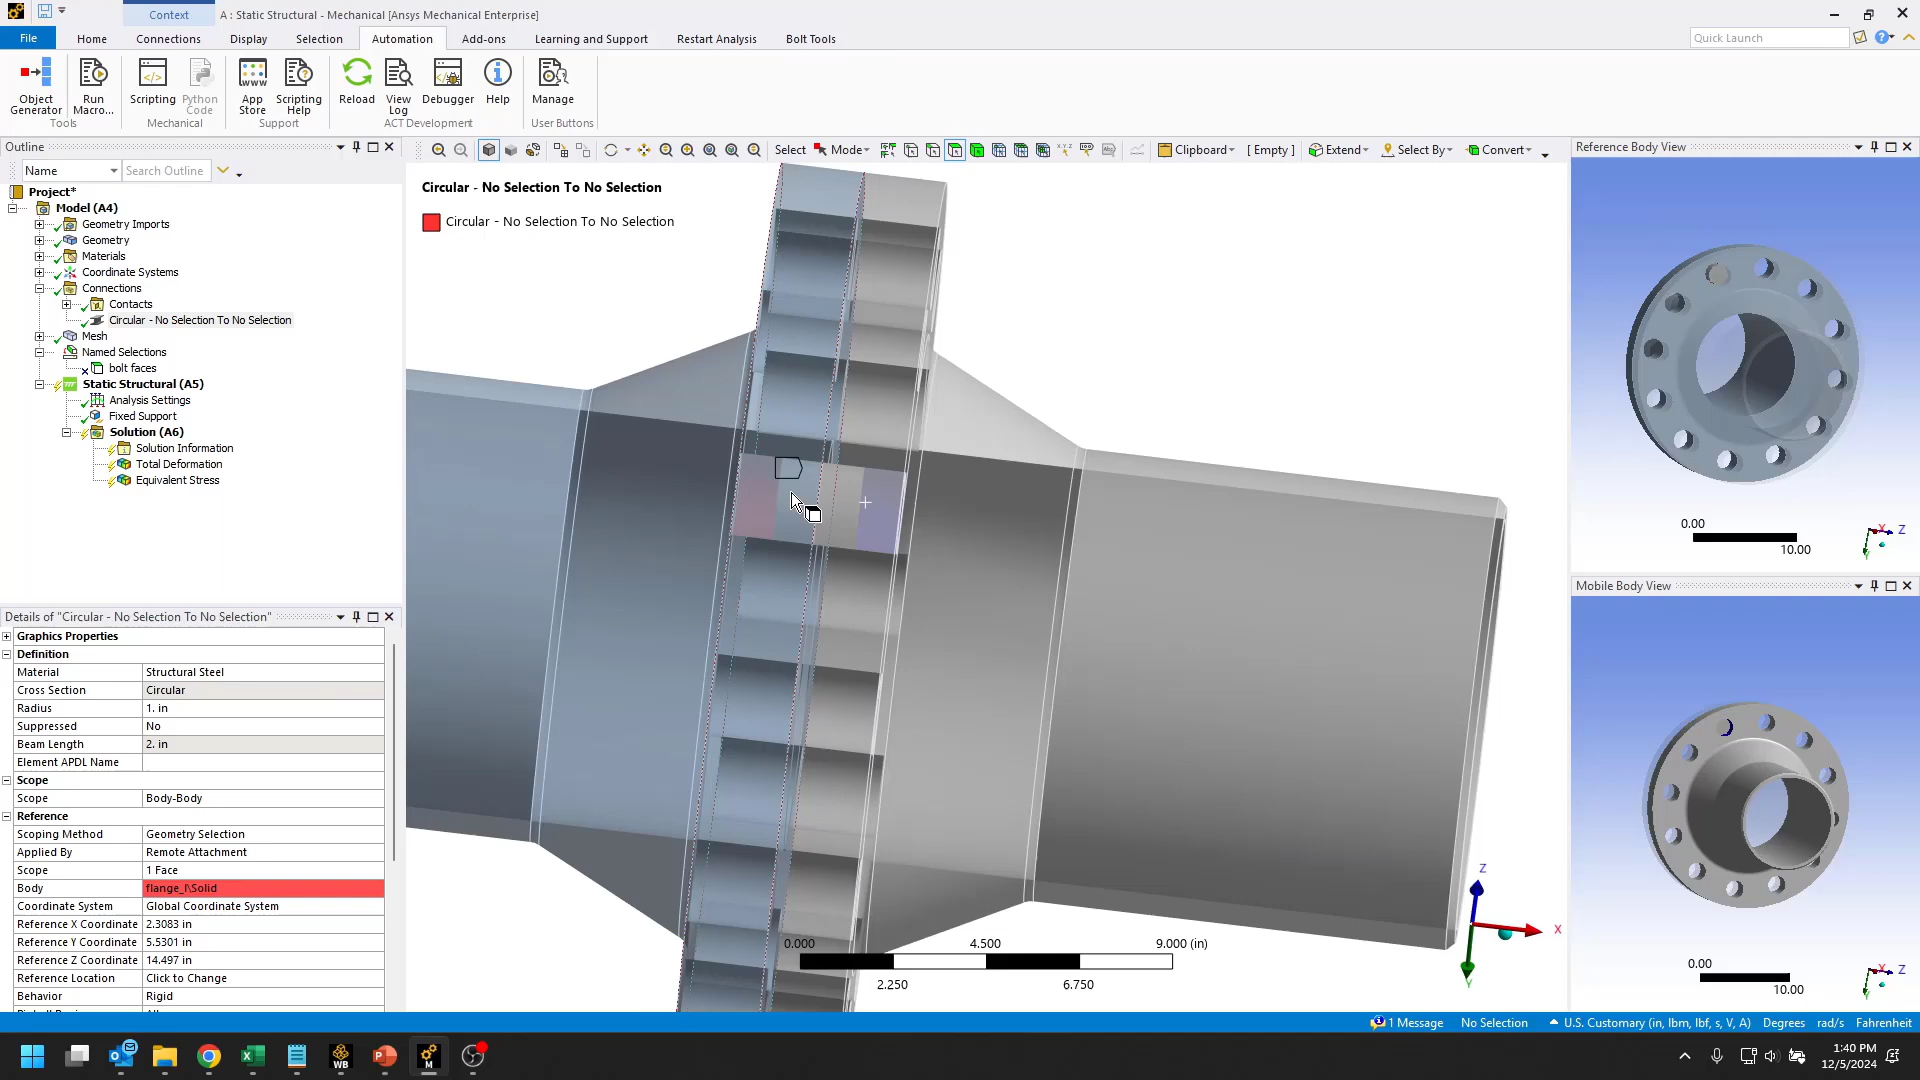 Context
A : Static Structural - Mechanical [Ansys Mechanical Enterprise]
File
Home
Connections
Display
Selection
Automation
Add-ons
Learning and Support
Restart Analysis
Bolt Tools
Quick Launch
Object Generator
Run Macro...
Scripting
Python Code
App Store
Scripting Help
Reload
View Log
Debugger
Help
Manage
Tools
Mechanical
Support
ACT Development
User Buttons
Outline
Name
Search Outline
Select
Mode
Clipboard
[ Empty ]
Extend
Select By
Convert
Reference Body View
Project*
Model (A4)
Geometry Imports
Geometry
Materials
Coordinate Systems
Connections
Contacts
Circular - No Selection To No Selection
Mesh
Named Selections
bolt faces
Static Structural (A5)
Analysis Settings
Fixed Support
Solution (A6)
Solution Information
Total Deformation
Equivalent Stress
Circular - No Selection To No Selection
Circular - No Selection To No Selection
0.000
4.500
9.000 (in)
2.250
6.750
Z
X
Y
0.00
10.00
X
Z
Y
Mobile Body View
0.00
10.00
X
Z
Y
Details of "Circular - No Selection To No Selection"
Graphics Properties
Definition
Material Structural Steel
Cross Section Circular
Radius 1. in
Suppressed No
Beam Length 2. in
Element APDL Name
Scope
Scope Body-Body
Reference
Scoping Method Geometry Selection
Applied By Remote Attachment
Scope 1 Face
Body flange_l\Solid
Coordinate System Global Coordinate System
Reference X Coordinate 2.3083 in
Reference Y Coordinate 5.5301 in
Reference Z Coordinate 14.497 in
Reference Location Click to Change
Behavior Rigid
1 Message
No Selection
U.S. Customary (in, lbm, lbf, s, V, A)
Degrees
rad/s
Fahrenheit
WB
M
1:40 PM
12/5/2024